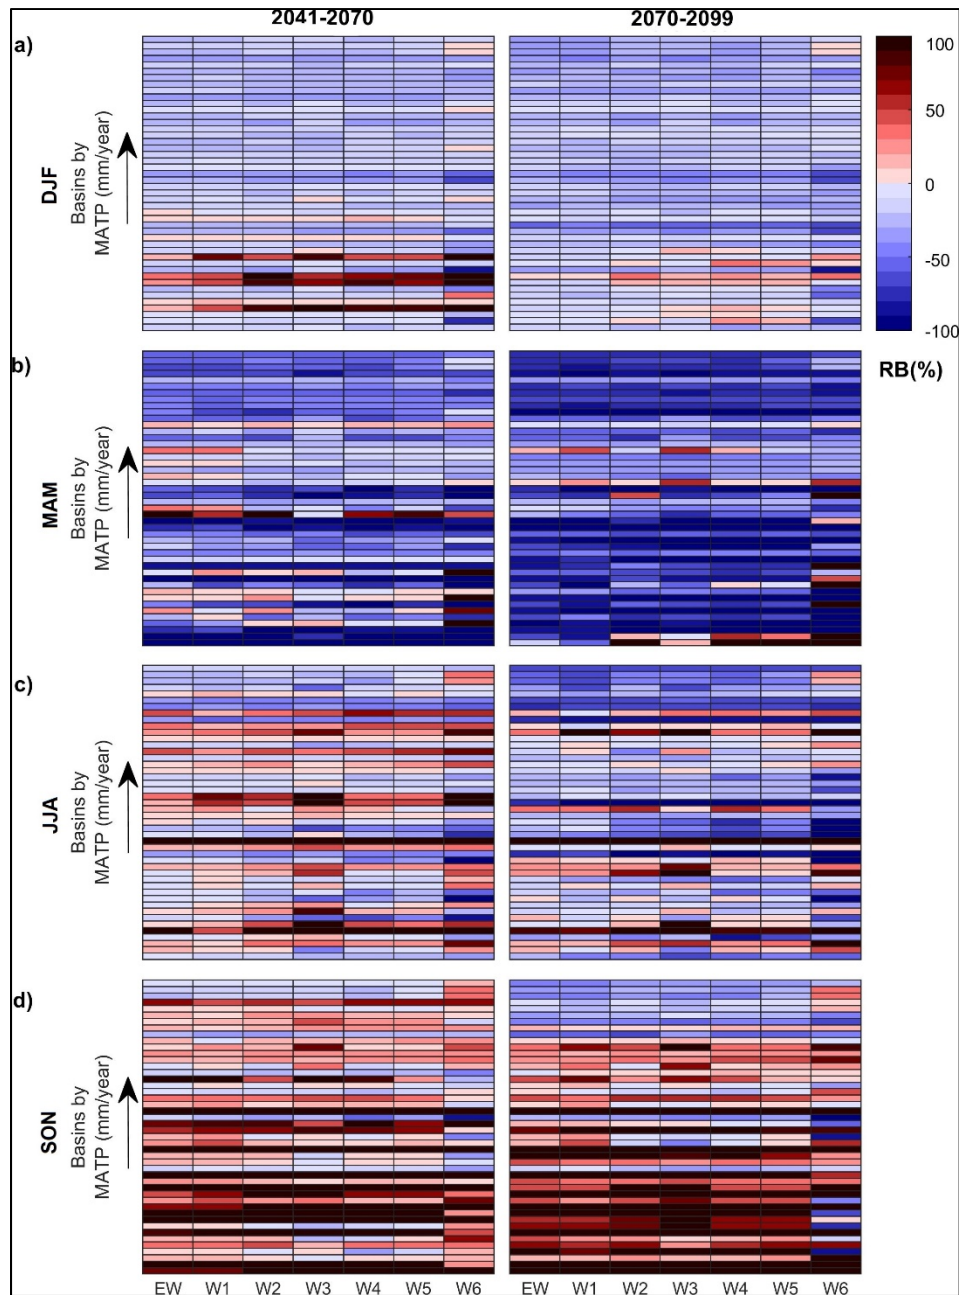 2041-2070
2070-2099
a)
DJF
Basins by
MATP (mm/year)
100
50
0
-50
-100
RB(%)
b)
MAM
Basins by
MATP (mm/year)
c)
JJA
Basins by
MATP (mm/year)
d)
SON
Basins by
MATP (mm/year)
EW W1 W2 W3 W4 W5 W6
EW W1 W2 W3 W4 W5 W6